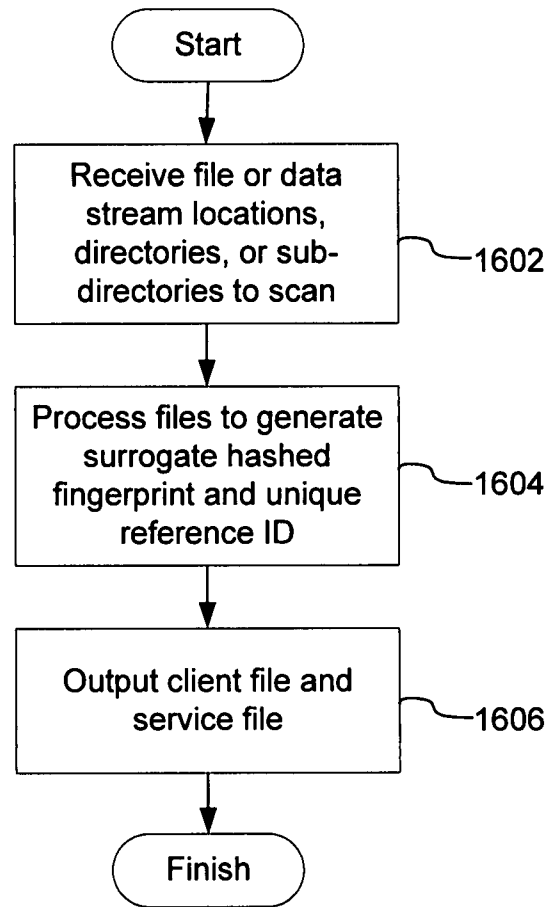 Start
Receive file or data
stream locations,
directories, or sub-
directories to scan
1602
Process files to generate
surrogate hashed
fingerprint and unique
reference ID
1604
Output client file and
service file
1606
Finish